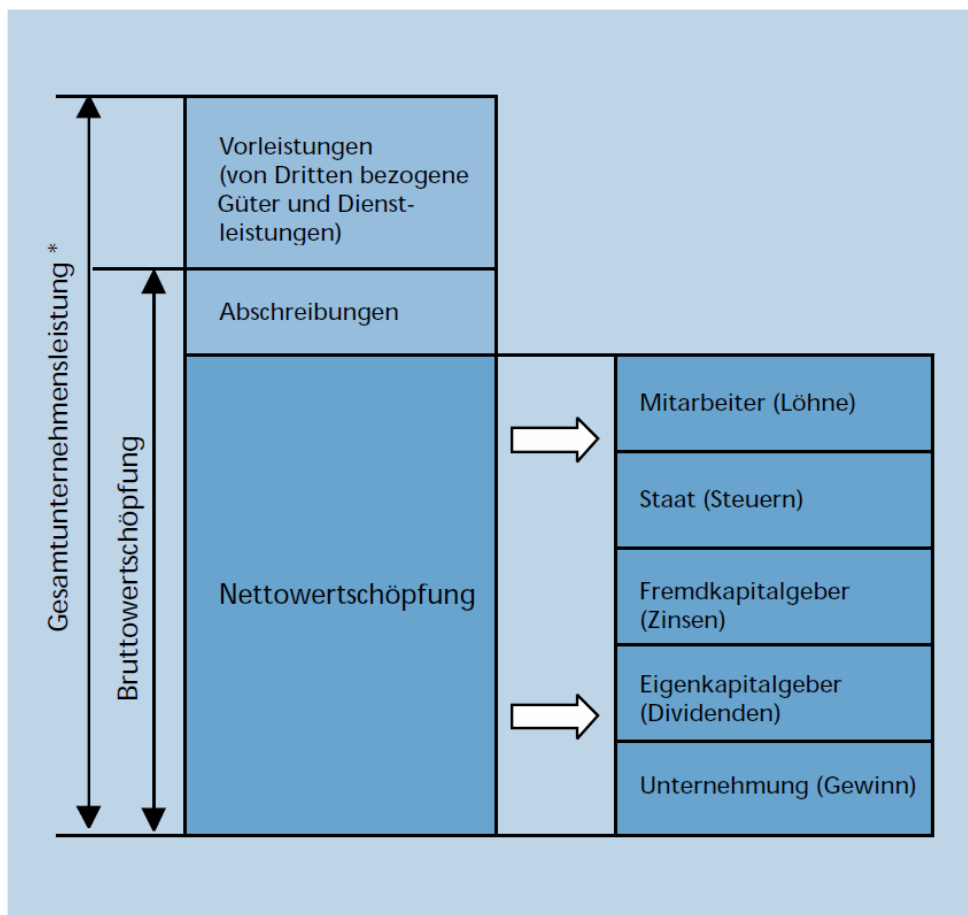 Gesamtunternehmensleistung *
Bruttowertschöpfung
Vorleistungen
(von Dritten bezogene
Güter und Dienst-
leistungen)
Abschreibungen
Nettowertschöpfung
Mitarbeiter (Löhne)
Staat (Steuern)
Fremdkapitalgeber
(Zinsen)
Eigenkapitalgeber
(Dividenden)
Unternehmung (Gewinn)